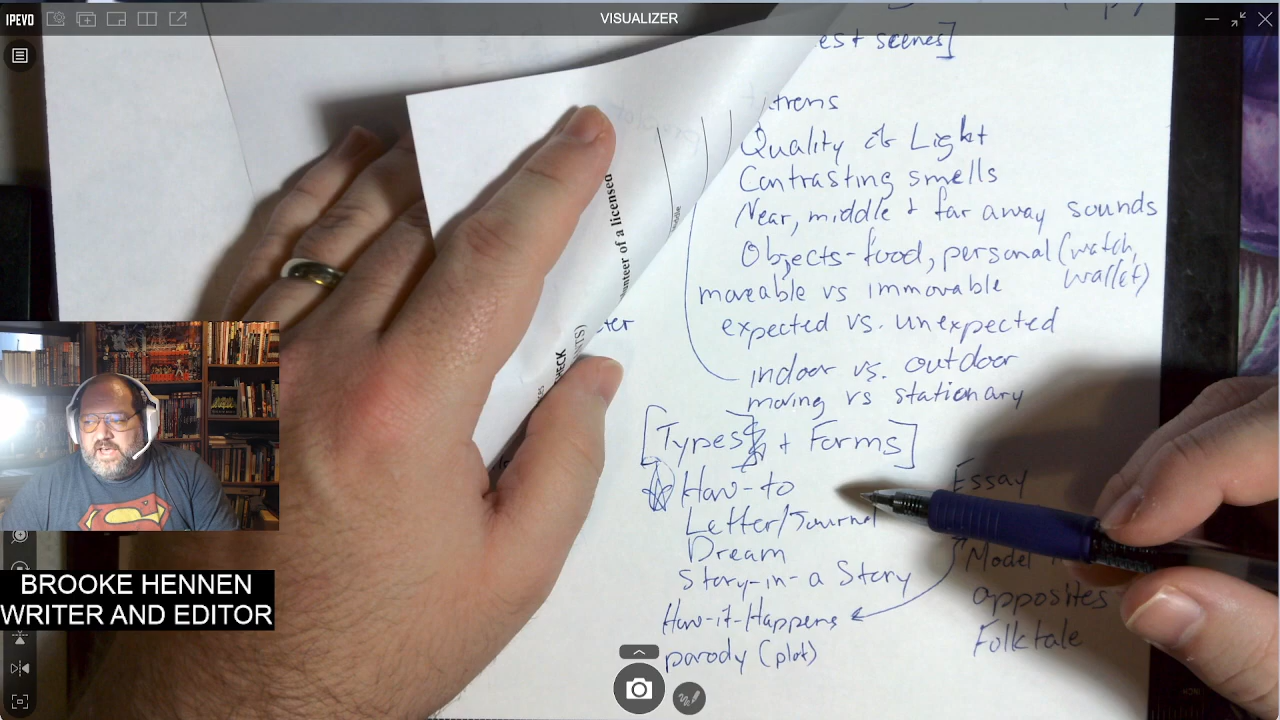 IPEVO
VISUALIZER
scenes]
Quality of Light
Contrasting smells
Near, middle + far away sounds
Objects-food, personal (watch, wallet)
moveable vs immovable
expected vs. unexpected
indoor vs. outdoor
moving vs stationary
[Types + Forms]
How-to
Essay
Letter/Journal
Dream
Model
Story-in-a Story
opposites
How-it-Happens
Folktale
parody (plot)
of a licensed
BROOKE HENNEN
WRITER AND EDITOR